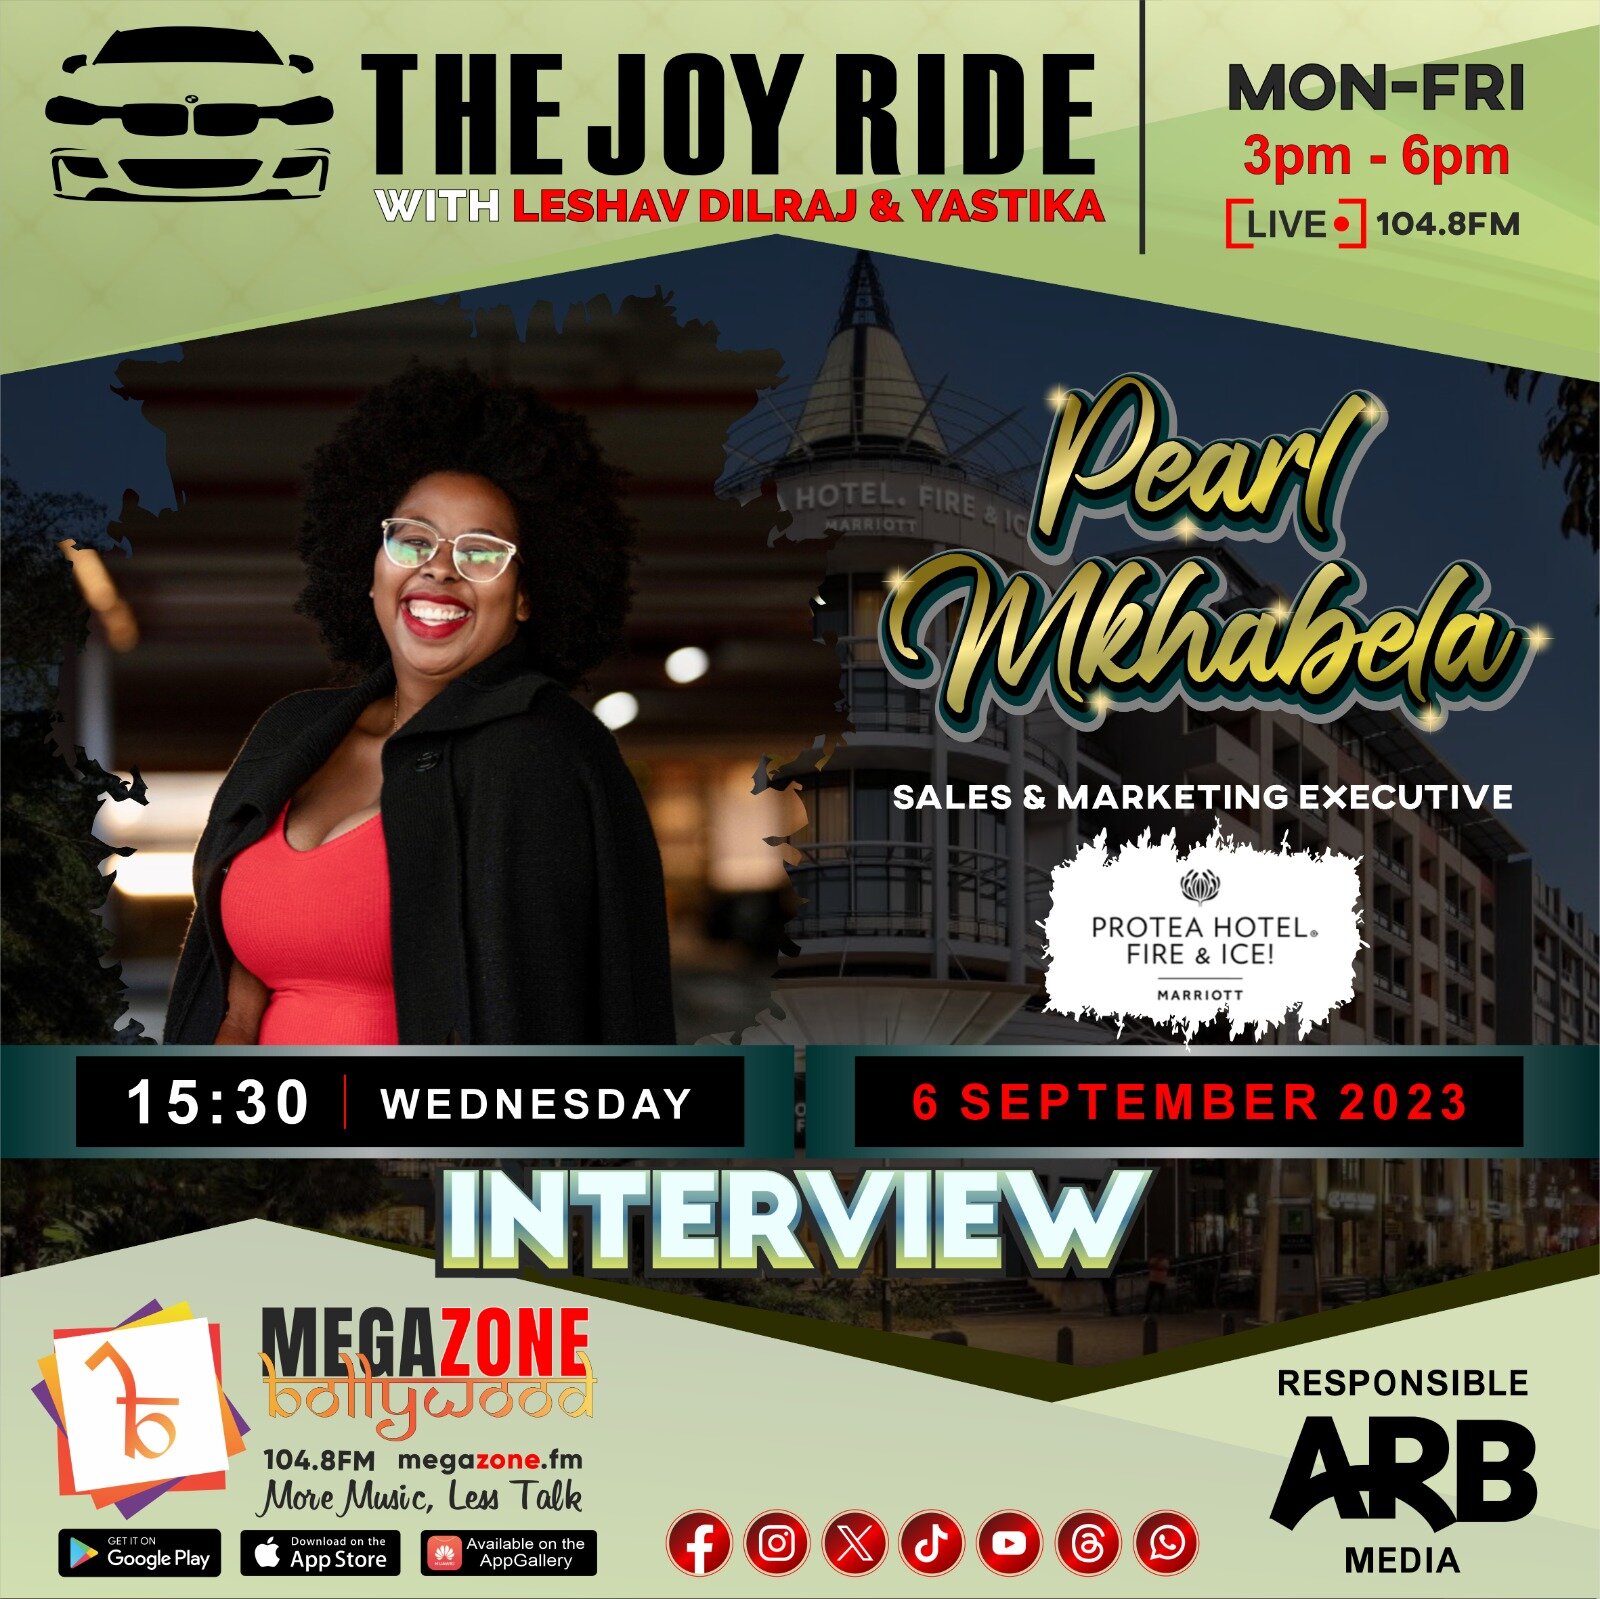 THE JOY RIDE
WITH LESHAV DILRAJ & YASTIKA
MON-FRI
3pm - 6pm
LIVE 104.8FM
HOTEL. FIRE & IC
MARRIOTT
Pearl
Mkhabela
SALES & MARKETING EXECUTIVE
PROTEA HOTEL®
FIRE & ICE!
MARRIOTT
15:30 WEDNESDAY
6 SEPTEMBER 2023
INTERVIEW
MEGAZONE
bollywood
104.8FM megazone.fm
More Music, Less Talk
GET IT ON
Google Play
Download on the
App Store
HUAWEI
Available on the
AppGallery
RESPONSIBLE
ARB
MEDIA